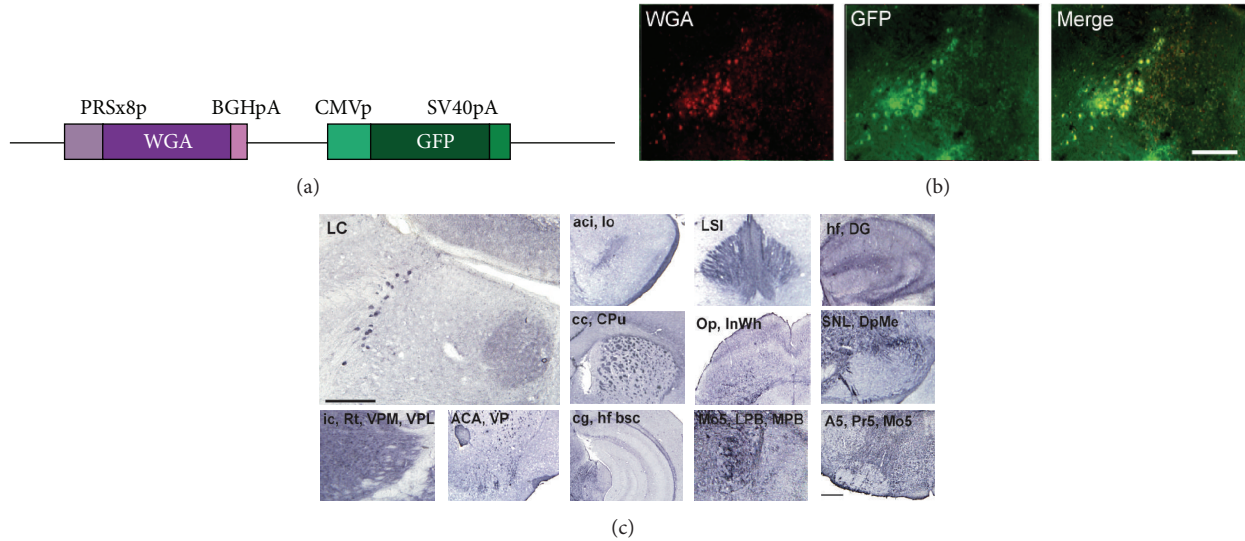 PRSx8p BGHpA CMVp SV40pA
WGA GFP
(a)
WGA GFP Merge
(b)
LC
aci, lo
LSI
hf, DG
cc, CPu
Op, InWh
SNL, DpMe
ic, Rt, VPM, VPL
ACA, VP
cg, hf bsc
Mo5, LPB, MPB
A5, Pr5, Mo5
(c)